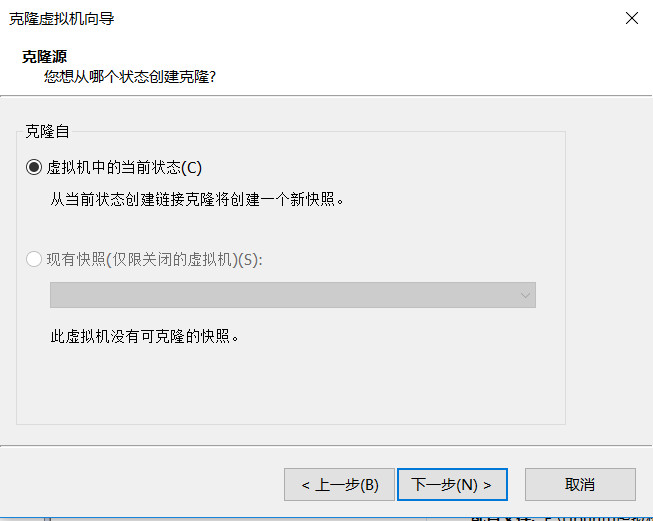 克隆虚拟机向导
克隆源
您想从哪个状态创建克隆?
克隆自
虚拟机中的当前状态(C)
从当前状态创建链接克隆将创建一个新快照。
现有快照(仅限关闭的虚拟机)(S):
此虚拟机没有可克隆的快照。
< 上一步(B) 下一步(N) > 取消